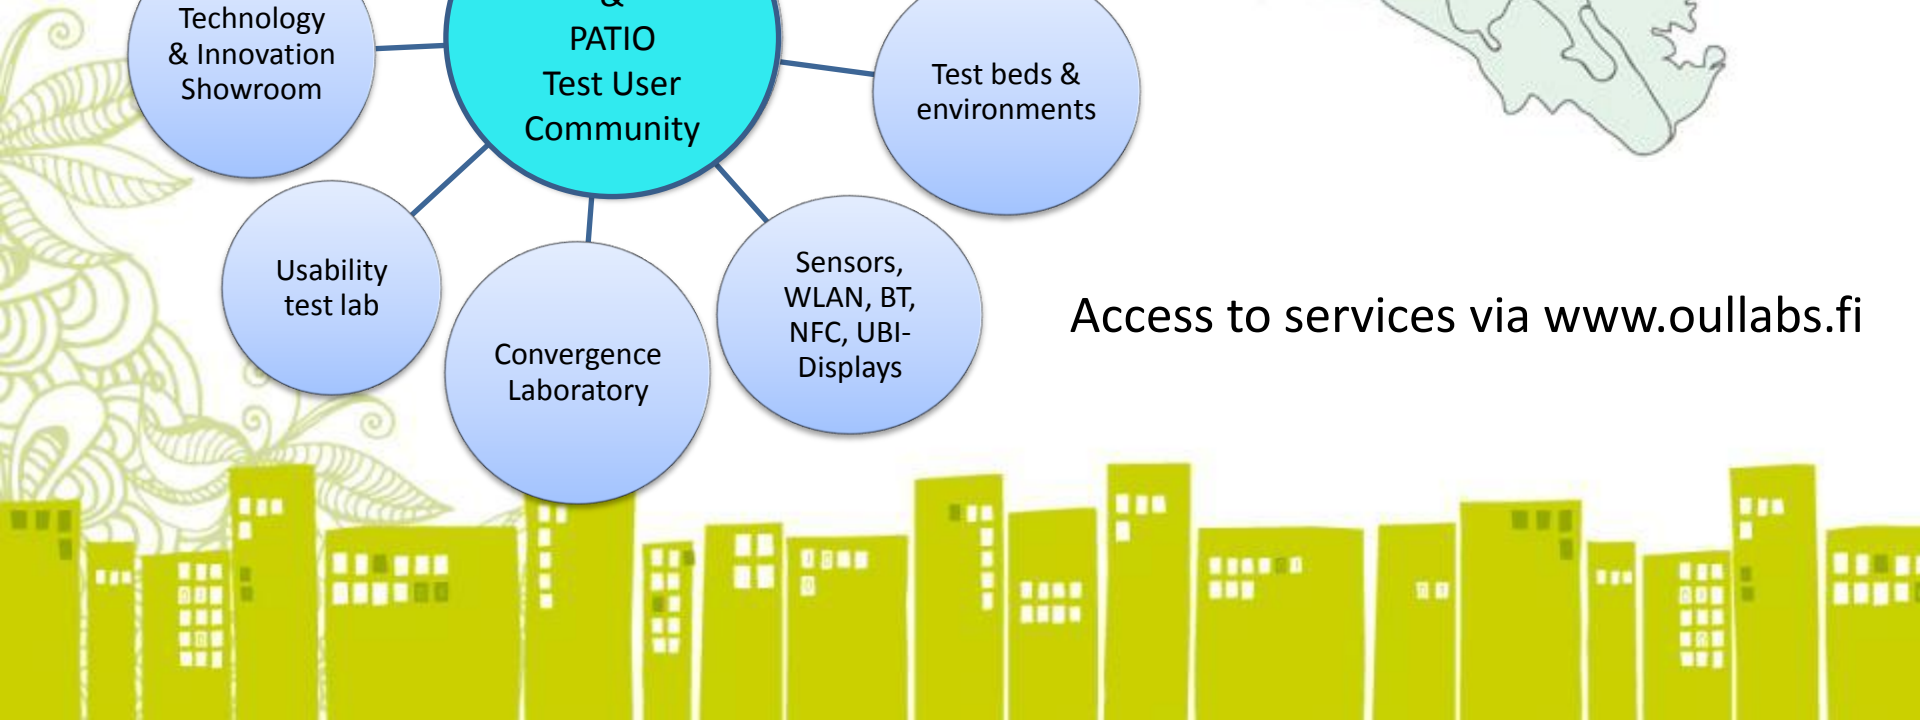 Technology
& Innovation
Showroom
&
PATIO
Test User
Community
Test beds &
environments
Usability
test lab
Convergence
Laboratory
Sensors,
WLAN, BT,
NFC, UBI-
Displays
Access to services via www.oullabs.fi